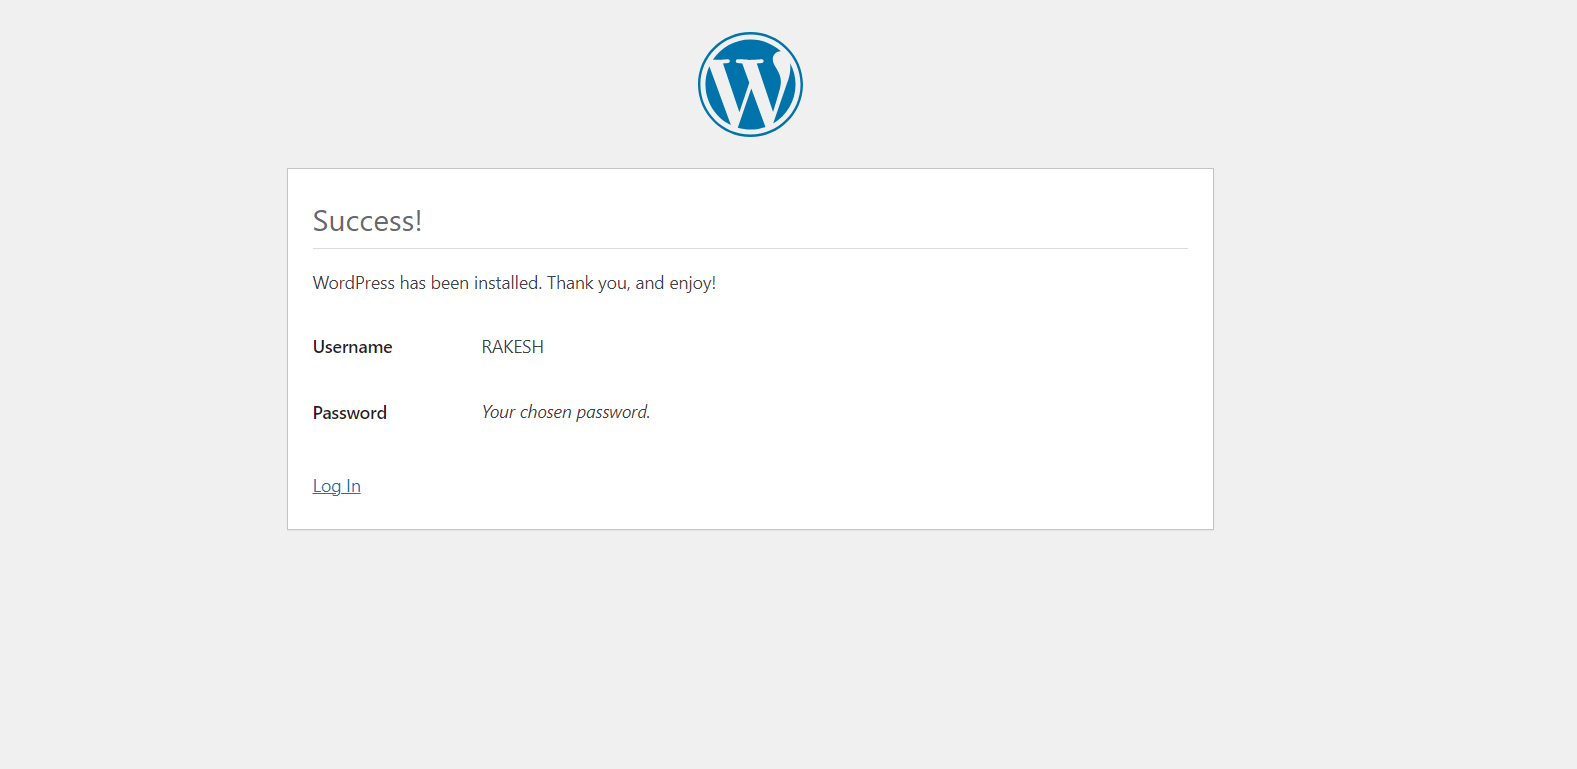 Success!
WordPress has been installed. Thank you, and enjoy!
Username RAKESH
Password Your chosen password.
Log In